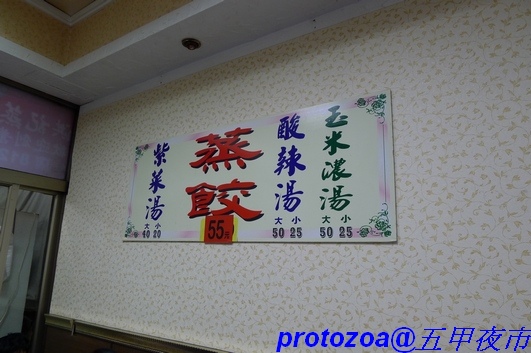 玉米濃湯
大 小
50 25
酸辣湯
大 小
50 25
蒸餃
55元
紫菜湯
大 小
40 20
protozoa@五甲夜市